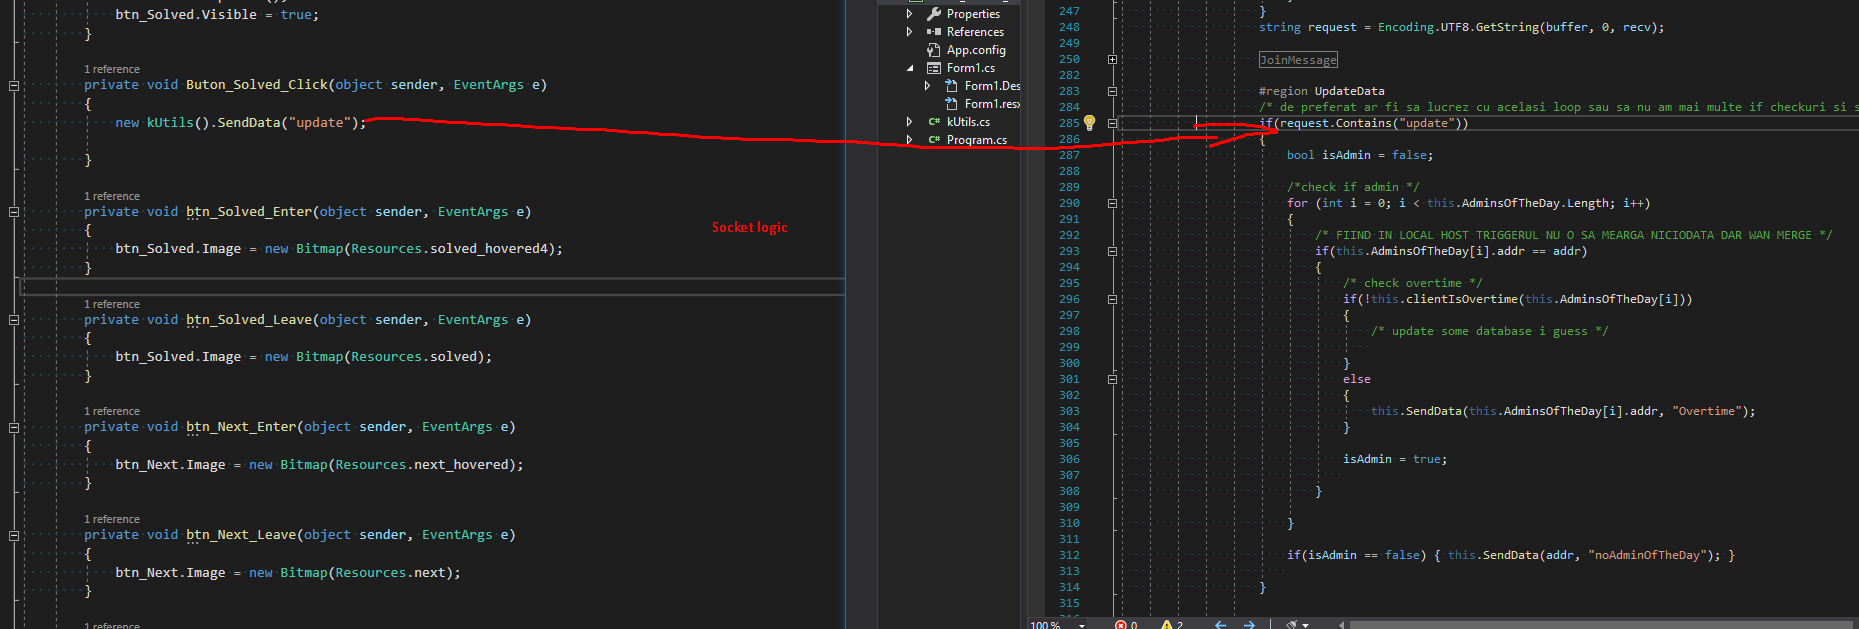 btn_Solved.Visible = true;
}
1 reference
private void Buton_Solved_Click(object sender, EventArgs e)
{
new kUtils().SendData("update");
}
1 reference
private void btn_Solved_Enter(object sender, EventArgs e)
{
btn_Solved.Image = new Bitmap(Resources.solved_hovered4);
}
1 reference
private void btn_Solved_Leave(object sender, EventArgs e)
{
btn_Solved.Image = new Bitmap(Resources.solved);
}
1 reference
private void btn_Next_Enter(object sender, EventArgs e)
{
btn_Next.Image = new Bitmap(Resources.next_hovered);
}
1 reference
private void btn_Next_Leave(object sender, EventArgs e)
{
btn_Next.Image = new Bitmap(Resources.next);
}
1 reference
Socket logic
Properties
References
App.config
Form1.cs
Form1.Des
Form1.resx
C# kUtils.cs
C# Program.cs
247 }
248 string request = Encoding.UTF8.GetString(buffer, 0, recv);
249
250 JoinMessage
282
283 #region UpdateData
284 /* de preferat ar fi sa lucrez cu acelasi loop sau sa nu am mai multe if checkuri si s
285 if(request.Contains("update"))
286 {
287 bool isAdmin = false;
288
289 /*check if admin */
290 for (int i = 0; i < this.AdminsOfTheDay.Length; i++)
291 {
292 /* FIIND IN LOCAL HOST TRIGGERUL NU O SA MEARGA NICIODATA DAR WAN MERGE */
293 if(this.AdminsOfTheDay[i].addr == addr)
294 {
295 /* check overtime */
296 if(!this.clientIsOvertime(this.AdminsOfTheDay[i]))
297 {
298 /* update some database i guess */
299
300 }
301 else
302 {
303 this.SendData(this.AdminsOfTheDay[i].addr, "Overtime");
304 }
305
306 isAdmin = true;
307
308 }
309
310 }
311
312 if(isAdmin == false) { this.SendData(addr, "noAdminOfTheDay"); }
313
314 }
315
100 % 0 2